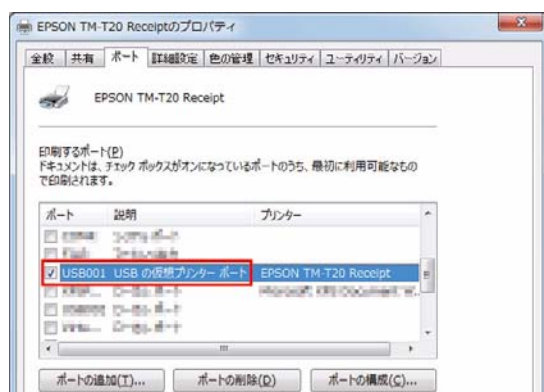 EPSON TM-T20 Receiptのプロパティ
全般 共有 ポート 詳細設定 色の管理 セキュリティ ユーティリティ バージョン
EPSON TM-T20 Receipt
印刷するポート(P)
ドキュメントは、チェック ボックスがオンになっているポートのうち、最初に利用可能なもの
で印刷されます。
ポート 説明 プリンター
USB001 USB の仮想プリンター ポート EPSON TM-T20 Receipt
ポートの追加(T)... ポートの削除(D) ポートの構成(C)...